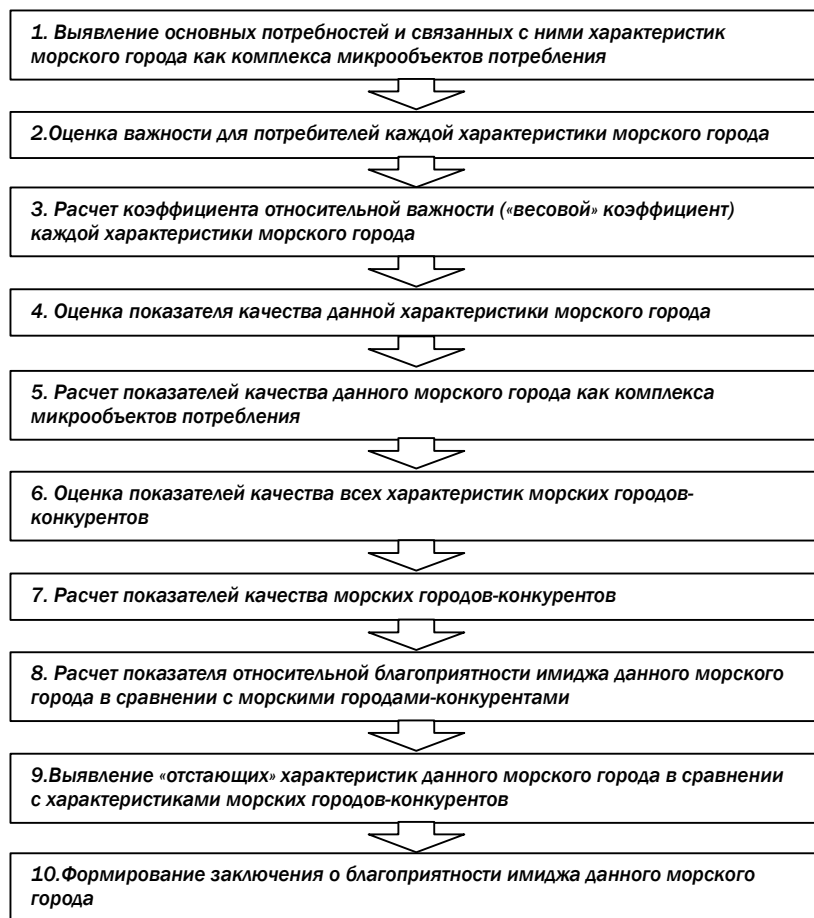 1. Выявление основных потребностей и связанных с ними характеристик
морского города как комплекса микрообъектов потребления
2.Оценка важности для потребителей каждой характеристики морского города
3. Расчет коэффициента относительной важности («весовой» коэффициент)
каждой характеристики морского города
4. Оценка показателя качества данной характеристики морского города
5. Расчет показателей качества данного морского города как комплекса
микрообъектов потребления
6. Оценка показателей качества всех характеристик морских городов-
конкурентов
7. Расчет показателей качества морских городов-конкурентов
8. Расчет показателя относительной благоприятности имиджа данного морского
города в сравнении с морскими городами-конкурентами
9.Выявление «отстающих» характеристик данного морского города в сравнении
с характеристиками морских городов-конкурентов
10.Формирование заключения о благоприятности имиджа данного морского
города